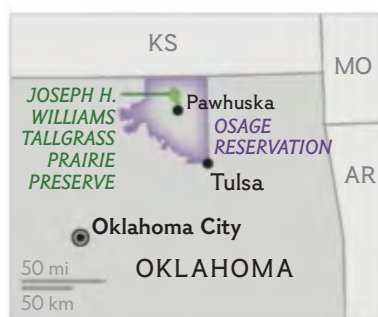 KS
MO
JOSEPH H.
WILLIAMS
TALLGRASS
PRAIRIE
PRESERVE
Pawhuska
OSAGE
RESERVATION
Tulsa
AR
Oklahoma City
OKLAHOMA
50 mi
50 km